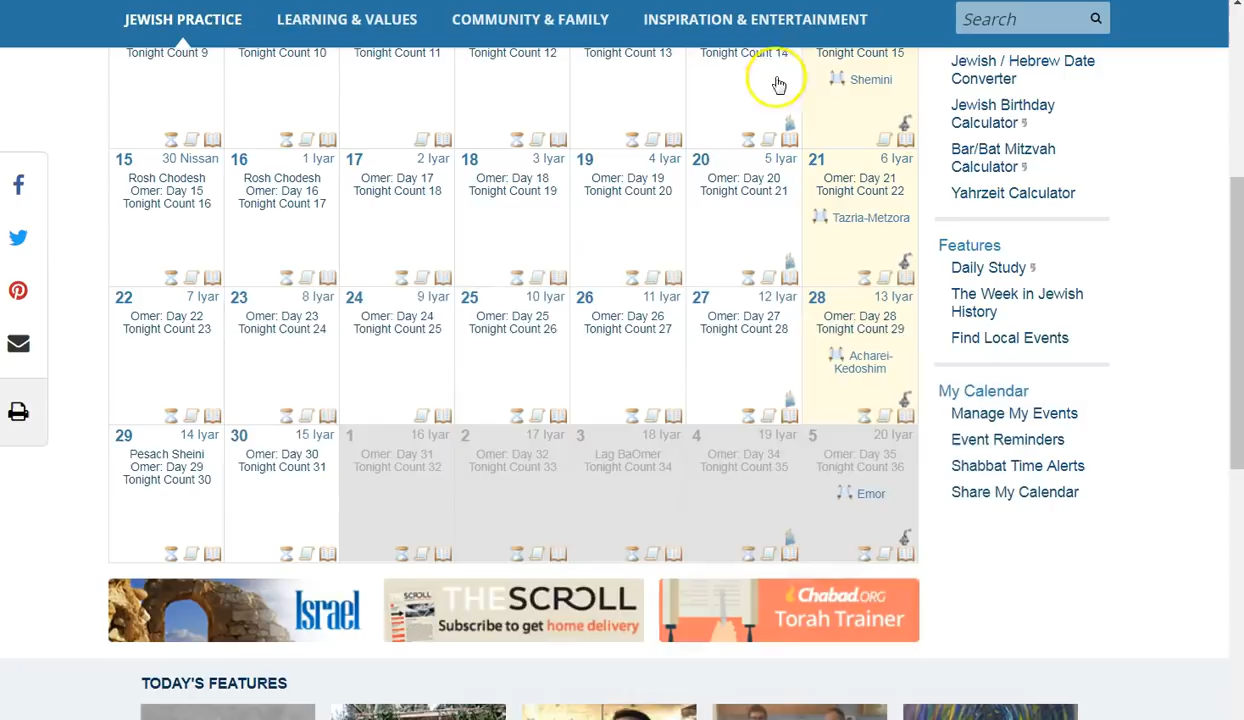 JEWISH PRACTICE
LEARNING & VALUES
COMMUNITY & FAMILY
INSPIRATION & ENTERTAINMENT
Search
Tonight Count 9
Tonight Count 10
Tonight Count 11
Tonight Count 12
Tonight Count 13
Tonight Count 14
Tonight Count 15
Shemini
15 30 Nissan
Rosh Chodesh
Omer: Day 15
Tonight Count 16
16 1 Iyar
Rosh Chodesh
Omer: Day 16
Tonight Count 17
17 2 Iyar
Omer: Day 17
Tonight Count 18
18 3 Iyar
Omer: Day 18
Tonight Count 19
19 4 Iyar
Omer: Day 19
Tonight Count 20
20 5 Iyar
Omer: Day 20
Tonight Count 21
21 6 Iyar
Omer: Day 21
Tonight Count 22
Tazria-Metzora
22 7 Iyar
Omer: Day 22
Tonight Count 23
23 8 Iyar
Omer: Day 23
Tonight Count 24
24 9 Iyar
Omer: Day 24
Tonight Count 25
25 10 Iyar
Omer: Day 25
Tonight Count 26
26 11 Iyar
Omer: Day 26
Tonight Count 27
27 12 Iyar
Omer: Day 27
Tonight Count 28
28 13 Iyar
Omer: Day 28
Tonight Count 29
Acharei-
Kedoshim
29 14 Iyar
Pesach Sheini
Omer: Day 29
Tonight Count 30
30 15 Iyar
Omer: Day 30
Tonight Count 31
1 16 Iyar
Omer: Day 31
Tonight Count 32
2 17 Iyar
Omer: Day 32
Tonight Count 33
3 18 Iyar
Lag BaOmer
Tonight Count 34
4 19 Iyar
Omer: Day 34
Tonight Count 35
5 20 Iyar
Omer: Day 35
Tonight Count 36
Emor
Jewish / Hebrew Date
Converter
Jewish Birthday
Calculator
Bar/Bat Mitzvah
Calculator
Yahrzeit Calculator
Features
Daily Study
The Week in Jewish
History
Find Local Events
My Calendar
Manage My Events
Event Reminders
Shabbat Time Alerts
Share My Calendar
Israel
THE SCROLL
Subscribe to get home delivery
SCROLL
CHABAD.ORG
Torah Trainer
TODAY'S FEATURES